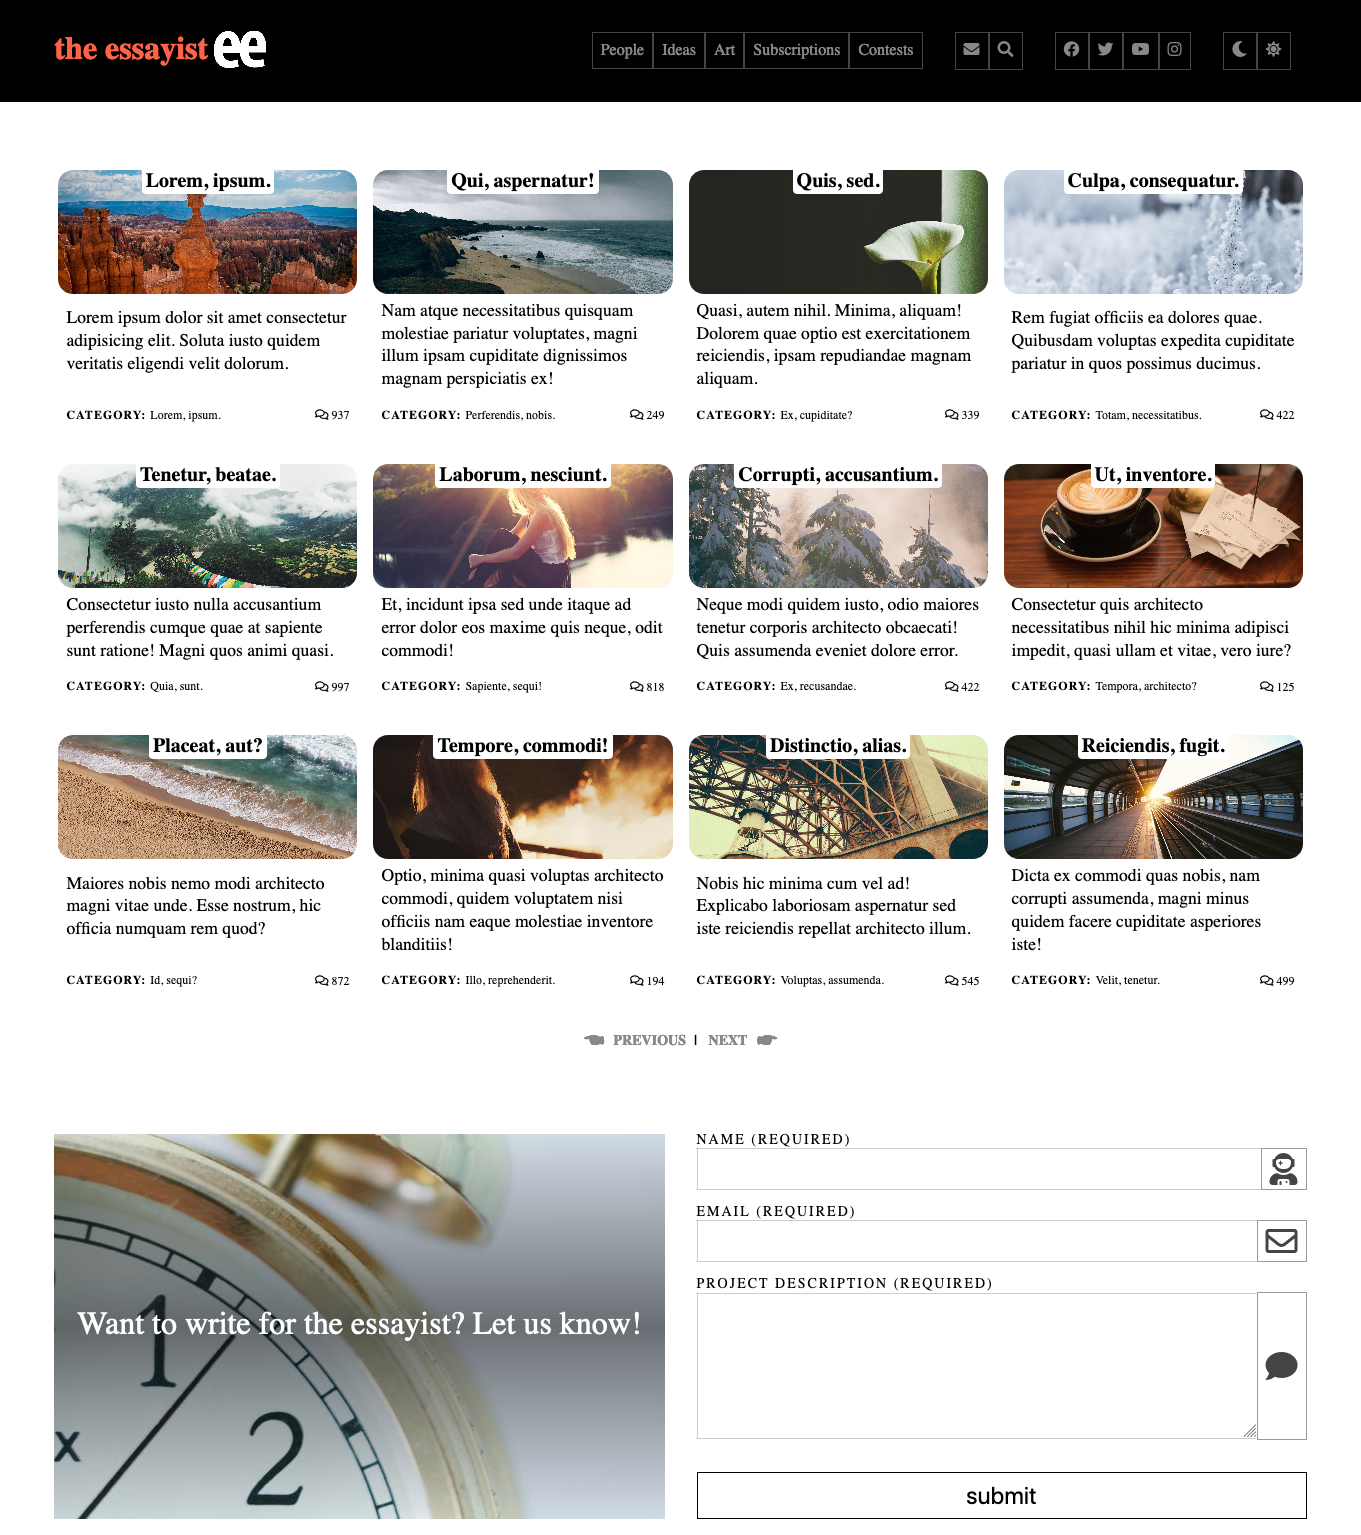 the essayist ee
People Ideas Art Subscriptions Contests
Lorem, ipsum.
Lorem ipsum dolor sit amet consectetur
adipisicing elit. Soluta iusto quidem
veritatis eligendi velit dolorum.
CATEGORY: Lorem, ipsum. 937
Qui, aspernatur!
Nam atque necessitatibus quisquam
molestiae pariatur voluptates, magni
illum ipsam cupiditate dignissimos
magnam perspiciatis ex!
CATEGORY: Perferendis, nobis. 249
Quis, sed.
Quasi, autem nihil. Minima, aliquam!
Dolorem quae optio est exercitationem
reiciendis, ipsam repudiandae magnam
aliquam.
CATEGORY: Ex, cupiditate? 339
Culpa, consequatur.
Rem fugiat officiis ea dolores quae.
Quibusdam voluptas expedita cupiditate
pariatur in quos possimus ducimus.
CATEGORY: Totam, necessitatibus. 422
Tenetur, beatae.
Consectetur iusto nulla accusantium
perferendis cumque quae at sapiente
sunt ratione! Magni quos animi quasi.
CATEGORY: Quia, sunt. 997
Laborum, nesciunt.
Et, incidunt ipsa sed unde itaque ad
error dolor eos maxime quis neque, odit
commodi!
CATEGORY: Sapiente, sequi! 818
Corrupti, accusantium.
Neque modi quidem iusto, odio maiores
tenetur corporis architecto obcaecati!
Quis assumenda eveniet dolore error.
CATEGORY: Ex, recusandae. 422
Ut, inventore.
Consectetur quis architecto
necessitatibus nihil hic minima adipisci
impedit, quasi ullam et vitae, vero iure?
CATEGORY: Tempora, architecto? 125
Placeat, aut?
Maiores nobis nemo modi architecto
magni vitae unde. Esse nostrum, hic
officia numquam rem quod?
CATEGORY: Id, sequi? 872
Tempore, commodi!
Optio, minima quasi voluptas architecto
commodi, quidem voluptatem nisi
officiis nam eaque molestiae inventore
blanditiis!
CATEGORY: Illo, reprehenderit. 194
Distinctio, alias.
Nobis hic minima cum vel ad!
Explicabo laboriosam aspernatur sed
iste reiciendis repellat architecto illum.
CATEGORY: Voluptas, assumenda. 545
Reiciendis, fugit.
Dicta ex commodi quas nobis, nam
corrupti assumenda, magni minus
quidem facere cupiditate asperiores
iste!
CATEGORY: Velit, tenetur. 499
PREVIOUS | NEXT
Want to write for the essayist? Let us know!
1
2
x
NAME (REQUIRED)
EMAIL (REQUIRED)
PROJECT DESCRIPTION (REQUIRED)
submit